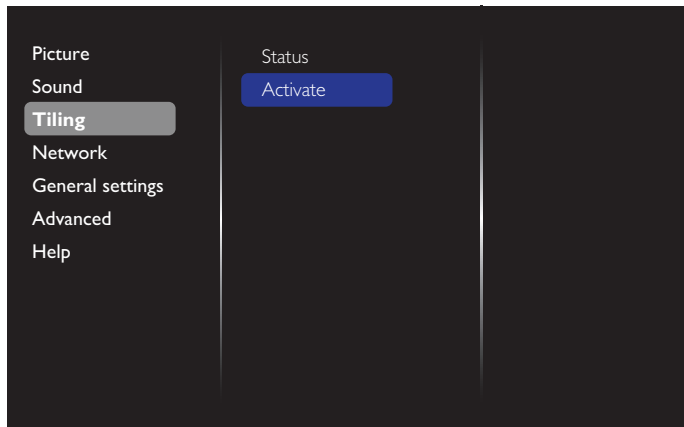 Picture
Sound
Tiling
Network
General settings
Advanced
Help
Status
Activate